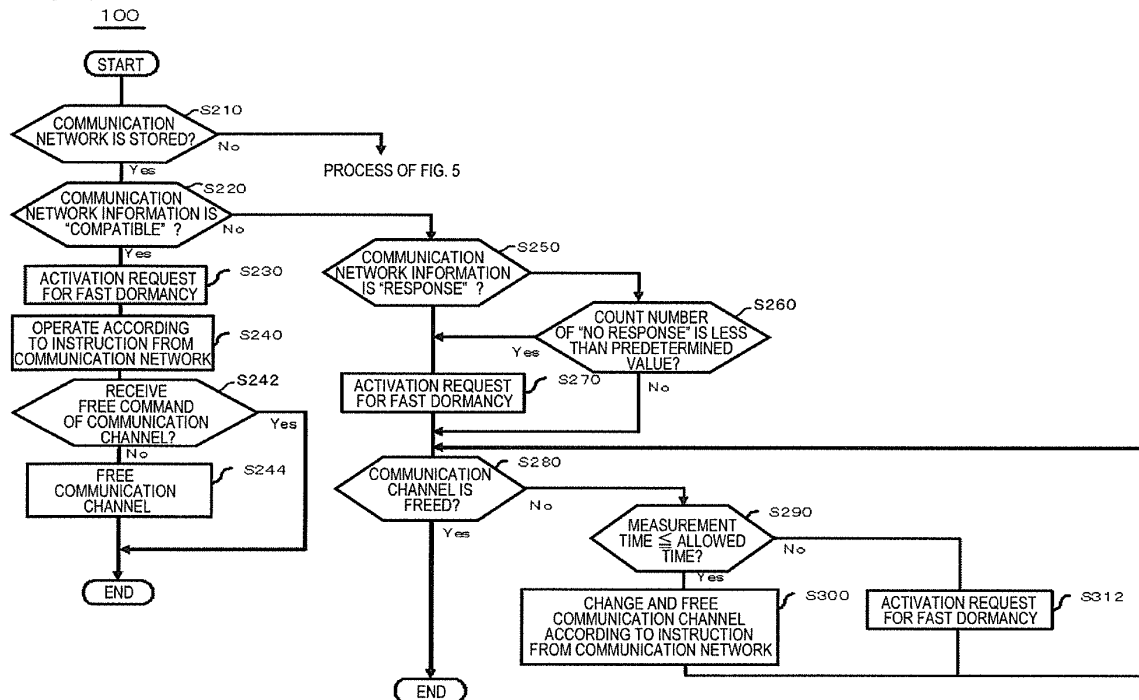 100
START
S210
COMMUNICATION
NETWORK IS STORED?
No
Yes
PROCESS OF FIG. 5
S220
COMMUNICATION
NETWORK INFORMATION IS
"COMPATIBLE" ?
No
Yes
S230
ACTIVATION REQUEST
FOR FAST DORMANCY
OPERATE ACCORDING
TO INSTRUCTION FROM
COMMUNICATION NETWORK
S240
S242
RECEIVE
FREE COMMAND
OF COMMUNICATION
CHANNEL?
Yes
No
S244
FREE
COMMUNICATION
CHANNEL
END
S250
COMMUNICATION
NETWORK INFORMATION
IS "RESPONSE" ?
S260
COUNT NUMBER
OF "NO RESPONSE" IS LESS
THAN PREDETERMINED
VALUE?
Yes
No
S270
ACTIVATION REQUEST
FOR FAST DORMANCY
S280
COMMUNICATION
CHANNEL IS
FREED?
No
Yes
S290
MEASUREMENT
TIME ≦ ALLOWED
TIME?
No
Yes
S300
CHANGE AND FREE
COMMUNICATION CHANNEL
ACCORDING TO INSTRUCTION
FROM COMMUNICATION NETWORK
S312
ACTIVATION REQUEST
FOR FAST DORMANCY
END